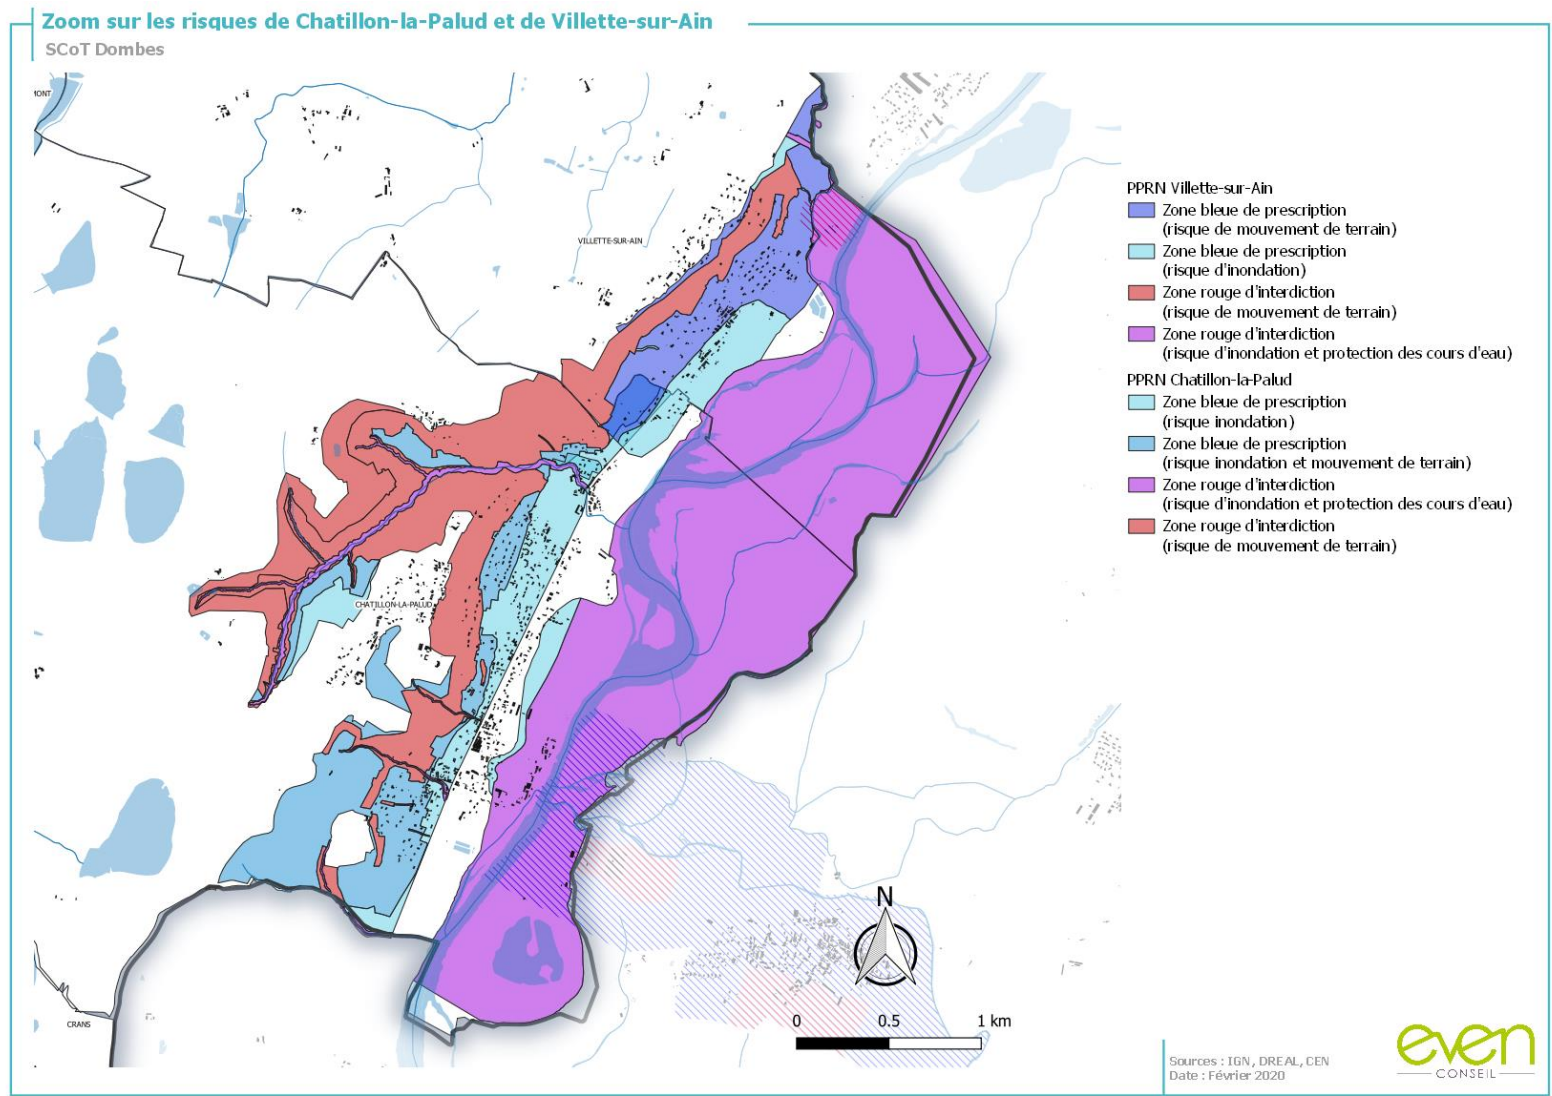 Zoom sur les risques de Chatillon-la-Palud et de Villette-sur-Ain
SCoT Dombes
MONT
VILLETTE-SUR-AIN
CHATILLON-LA-PALUD
CRANS
PPRN Villette-sur-Ain
Zone bleue de prescription
(risque de mouvement de terrain)
Zone bleue de prescription
(risque d'inondation)
Zone rouge d'interdiction
(risque de mouvement de terrain)
Zone rouge d'interdiction
(risque d'inondation et protection des cours d'eau)
PPRN Chatillon-la-Palud
Zone bleue de prescription
(risque inondation)
Zone bleue de prescription
(risque inondation et mouvement de terrain)
Zone rouge d'interdiction
(risque d'inondation et protection des cours d'eau)
Zone rouge d'interdiction
(risque de mouvement de terrain)
N
0 0.5 1 km
Sources : IGN, DREAL, CEN
Date : Février 2020
even
CONSEIL